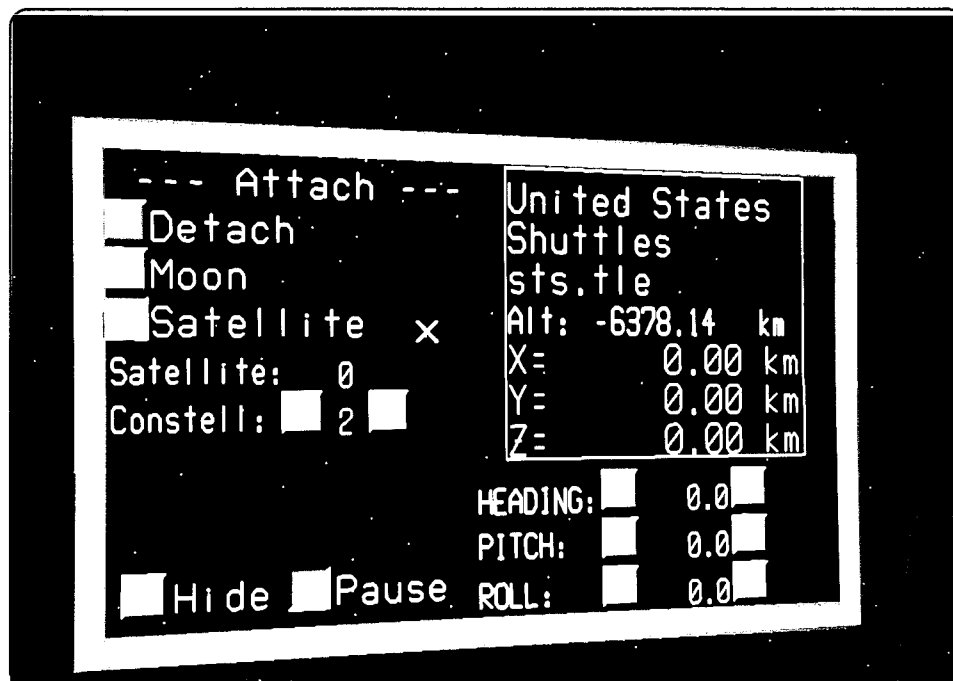 --- Attach ---
Detach
Moon
Satellite x
Satellite: 0
Constell: 2
Hide Pause
United States
Shuttles
sts.tle
Alt: -6378.14 km
X= 0.00 km
Y= 0.00 km
Z= 0.00 km
HEADING: 0.0
PITCH: 0.0
ROLL: 0.0